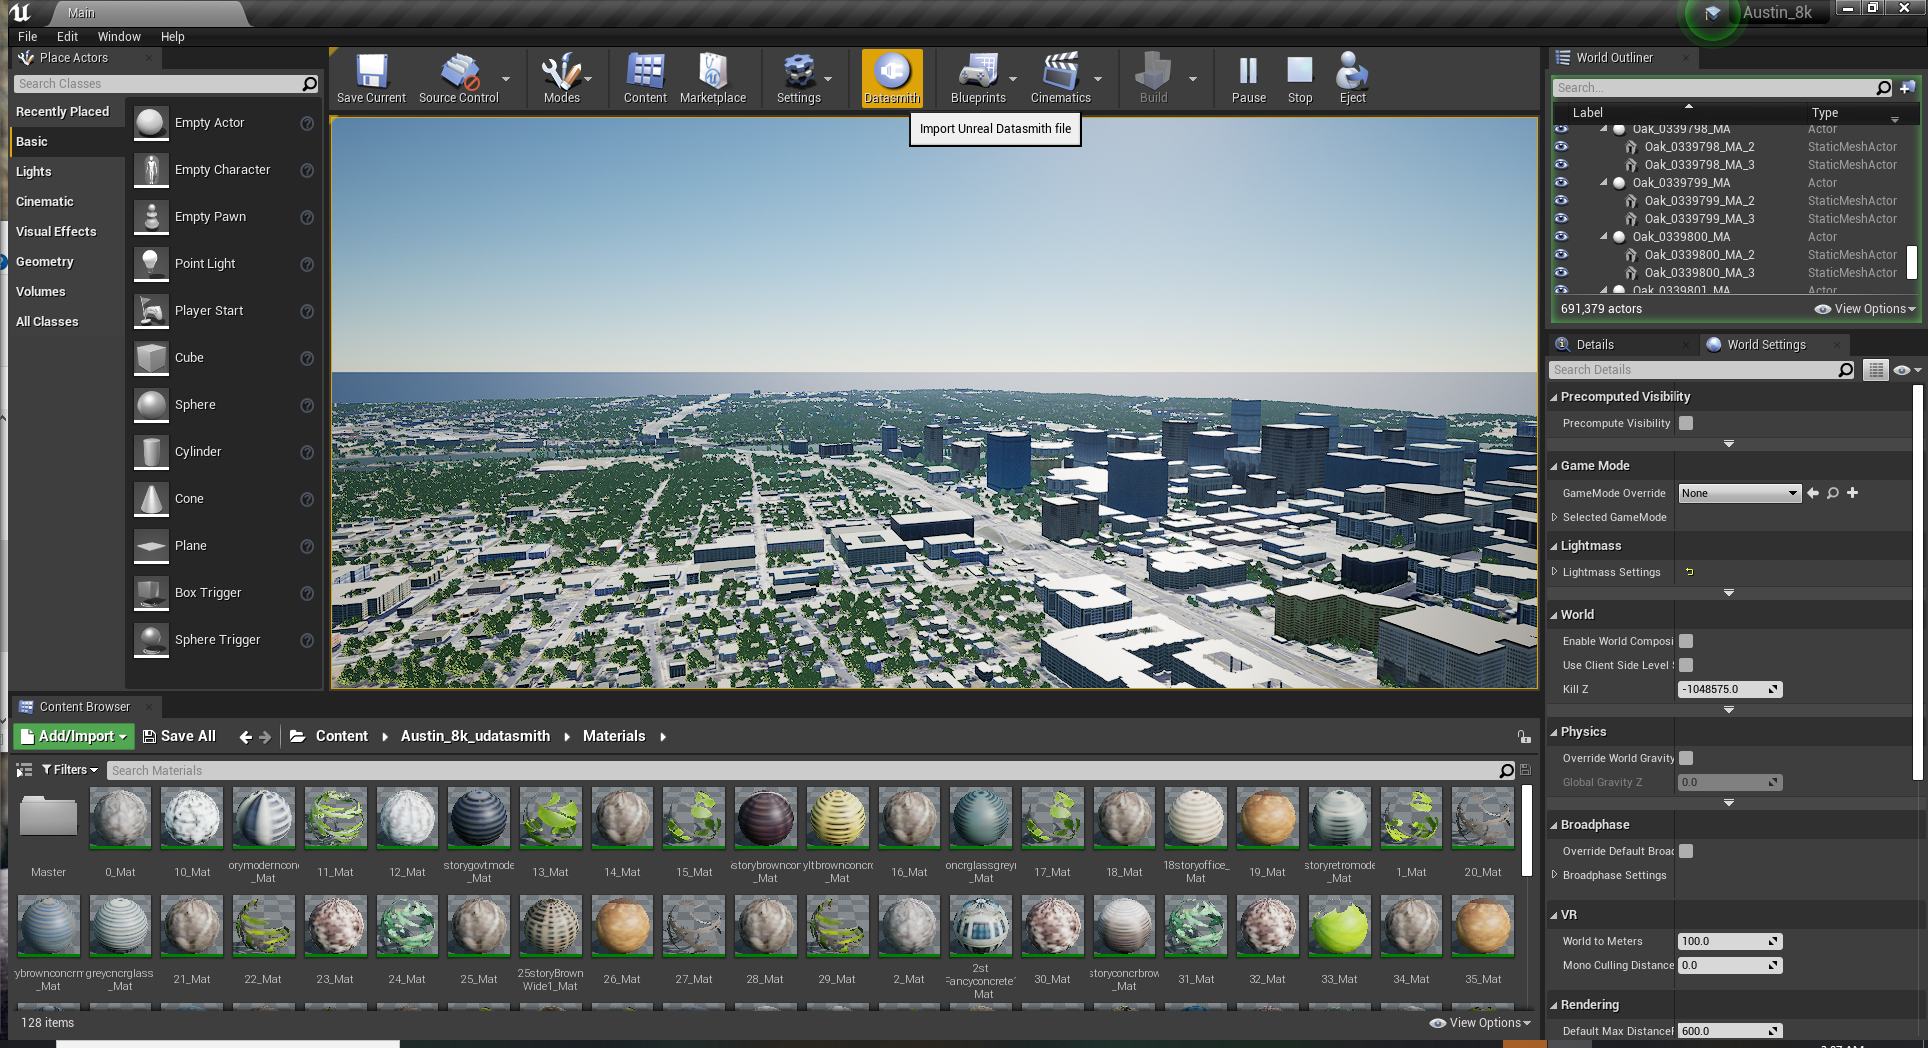 Main
Austin_8k
File Edit Window Help
Place Actors
Search Classes
Recently Placed
Basic
Lights
Cinematic
Visual Effects
Geometry
Volumes
All Classes
Empty Actor
Empty Character
Empty Pawn
Point Light
Player Start
Cube
Sphere
Cylinder
Cone
Plane
Box Trigger
Sphere Trigger
Save Current
Source Control
Modes
Content
Marketplace
Settings
Datasmith
Blueprints
Cinematics
Build
Pause
Stop
Eject
Import Unreal Datasmith file
World Outliner
Search...
Label Type
Oak_0339798_MA Actor
Oak_0339798_MA_2 StaticMeshActor
Oak_0339798_MA_3 StaticMeshActor
Oak_0339799_MA Actor
Oak_0339799_MA_2 StaticMeshActor
Oak_0339799_MA_3 StaticMeshActor
Oak_0339800_MA Actor
Oak_0339800_MA_2 StaticMeshActor
Oak_0339800_MA_3 StaticMeshActor
Oak_0339801_MA Actor
691,379 actors View Options
Details World Settings
Search Details
Precomputed Visibility
Precompute Visibility
Game Mode
GameMode Override None
Selected GameMode
Lightmass
Lightmass Settings
World
Enable World Composi
Use Client Side Level
Kill Z -1048575.0
Physics
Override World Gravity
Global Gravity Z 0.0
Broadphase
Override Default Broad
Broadphase Settings
VR
World to Meters 100.0
Mono Culling Distance 0.0
Rendering
Default Max DistanceF 600.0
Content Browser
Add/Import Save All Content Austin_8k_udatasmith Materials
Filters Search Materials
Master
0_Mat
10_Mat
orymodernconc
_Mat
11_Mat
12_Mat
storygovtmode
_Mat
13_Mat
14_Mat
15_Mat
storybrowncor
_Mat
yltbrownconcrc
_Mat
16_Mat
oncrglassgreyı
_Mat
17_Mat
18_Mat
18storyoffice_
Mat
19_Mat
storyretromode
_Mat
1_Mat
20_Mat
ybrownconcrm
_Mat
greycncrglass
_Mat
21_Mat
22_Mat
23_Mat
24_Mat
25_Mat
25storyBrown
Wide1_Mat
26_Mat
27_Mat
28_Mat
29_Mat
2_Mat
2st
Fancyconcrete
Mat
30_Mat
storyconcrbrow
_Mat
31_Mat
32_Mat
33_Mat
34_Mat
35_Mat
128 items View Options